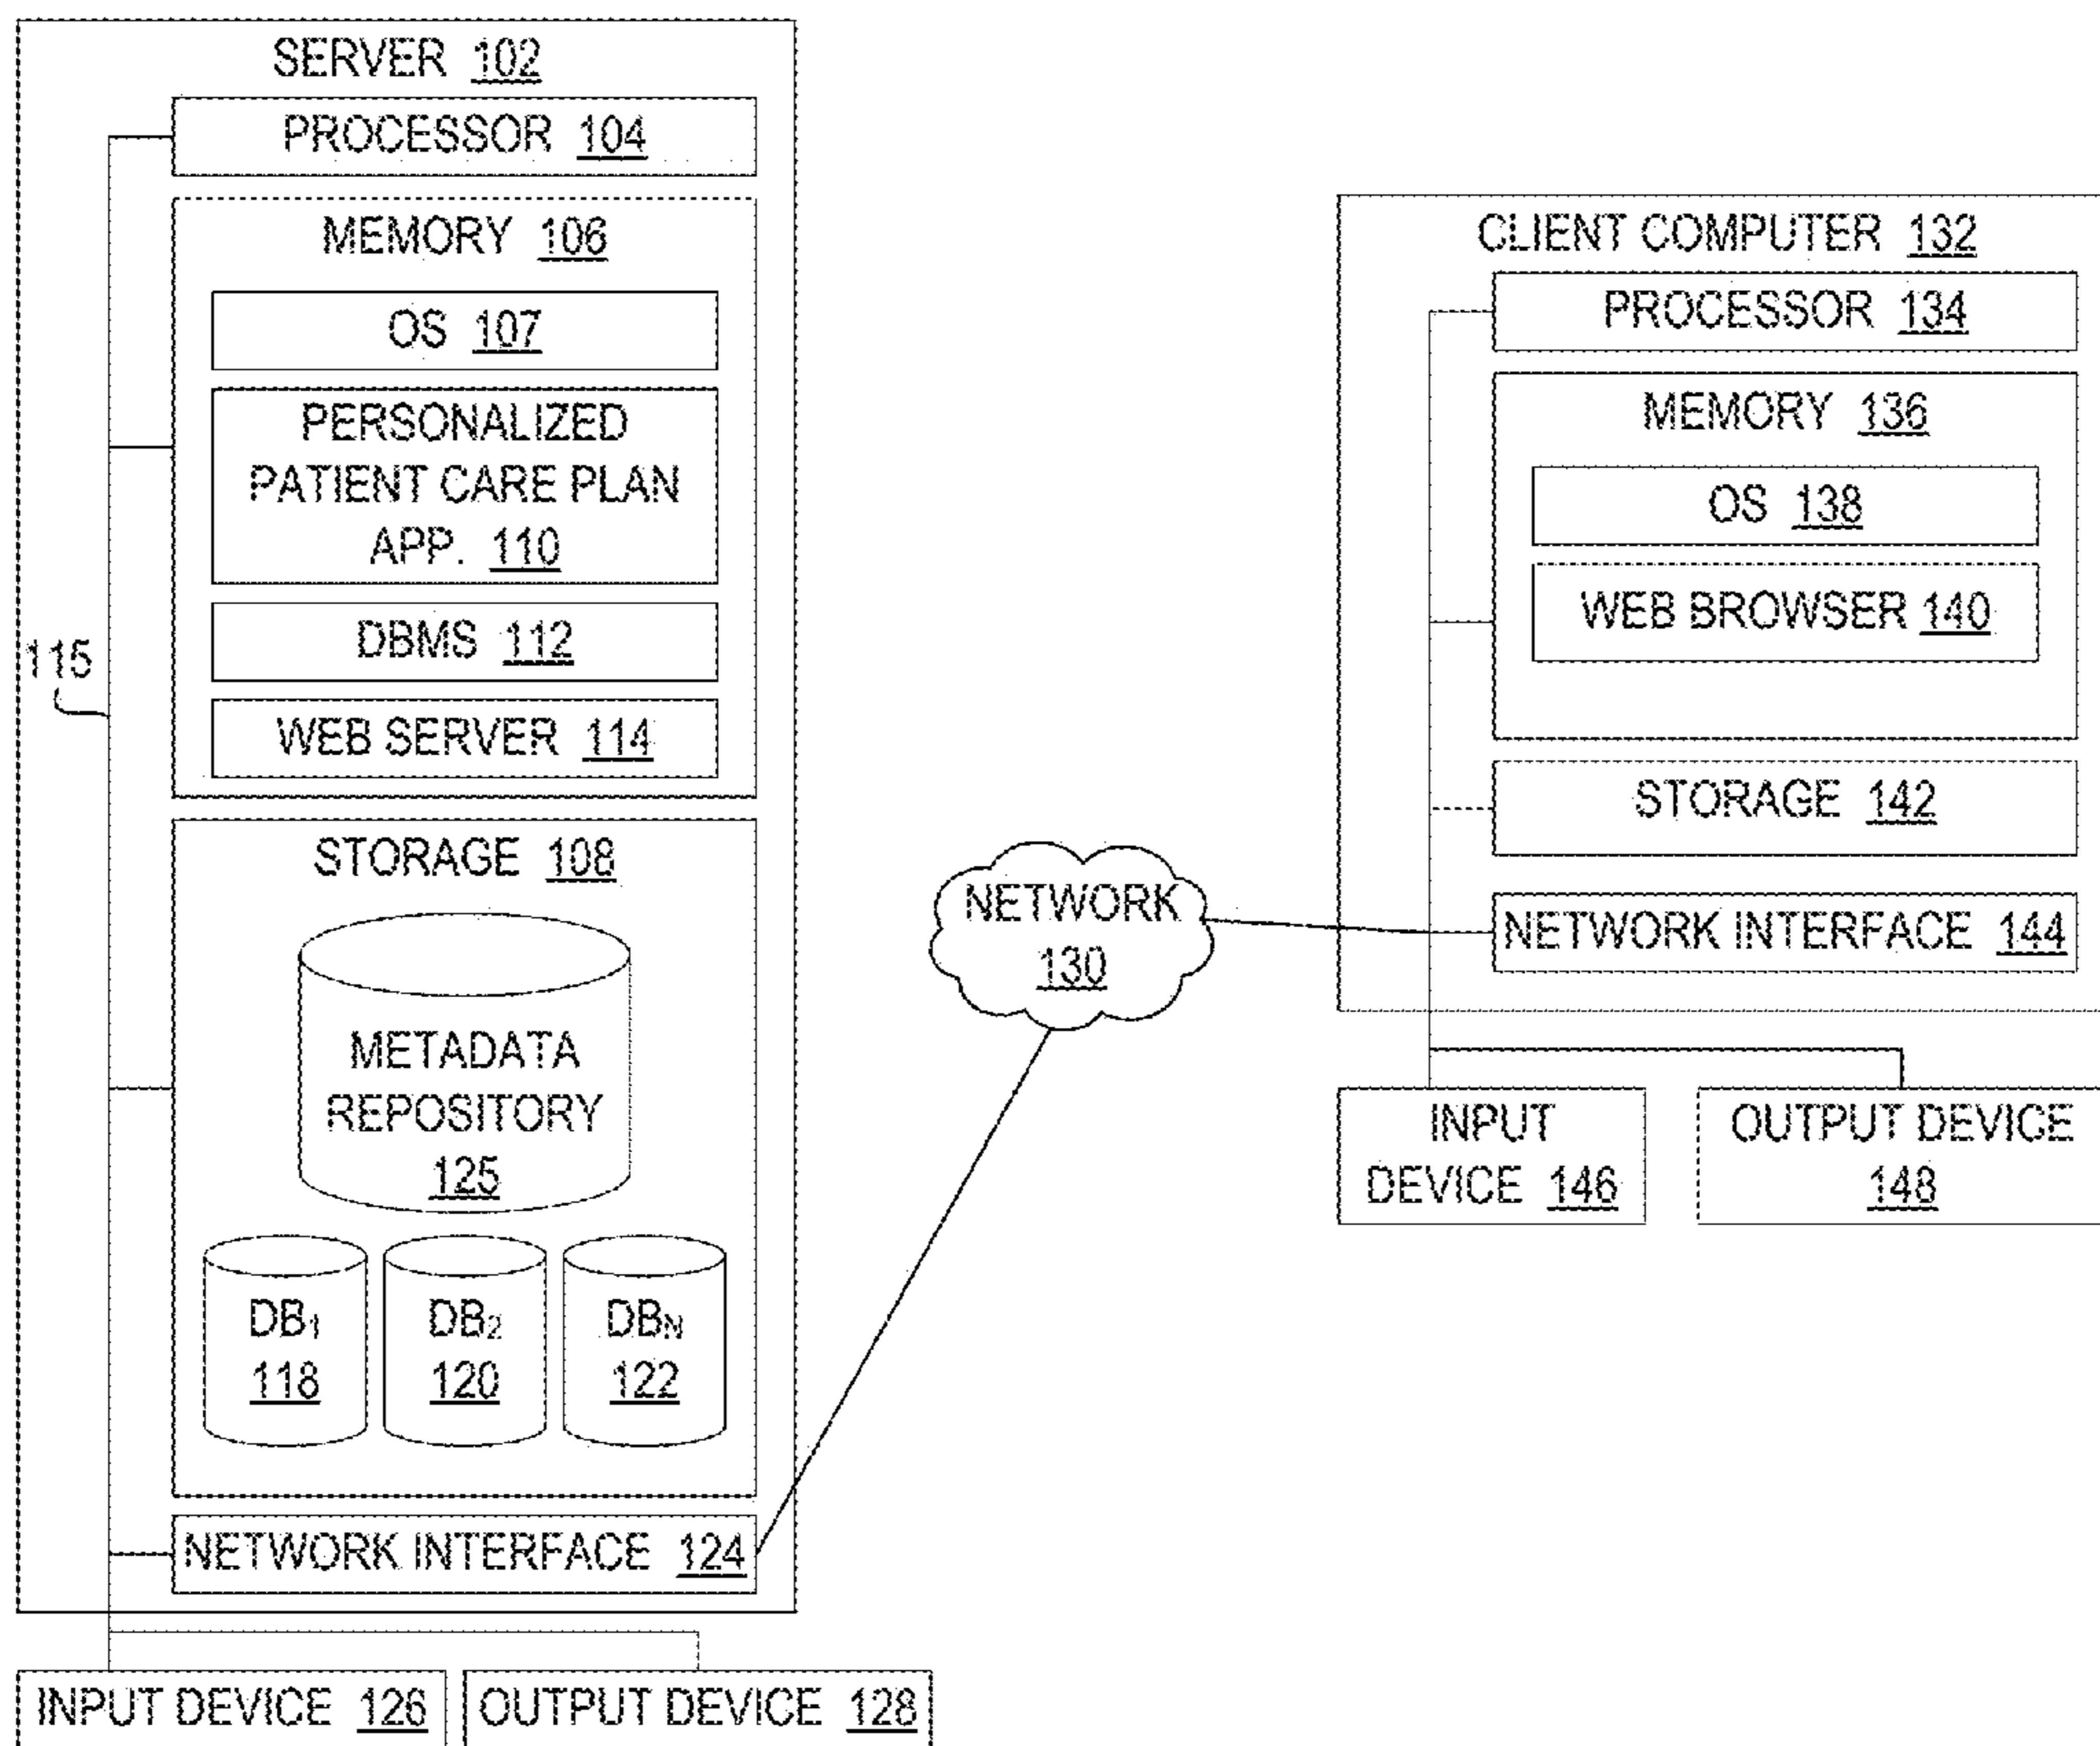 SERVER 102
PROCESSOR 104
MEMORY 106
OS 107
PERSONALIZED
PATIENT CARE PLAN
APP. 110
DBMS 112
WEB SERVER 114
115
STORAGE 108
METADATA
REPOSITORY
125
DB1
118
DB2
120
DBN
122
NETWORK INTERFACE 124
INPUT DEVICE 126
OUTPUT DEVICE 128
NETWORK
130
CLIENT COMPUTER 132
PROCESSOR 134
MEMORY 136
OS 138
WEB BROWSER 140
STORAGE 142
NETWORK INTERFACE 144
INPUT
DEVICE 146
OUTPUT DEVICE
148